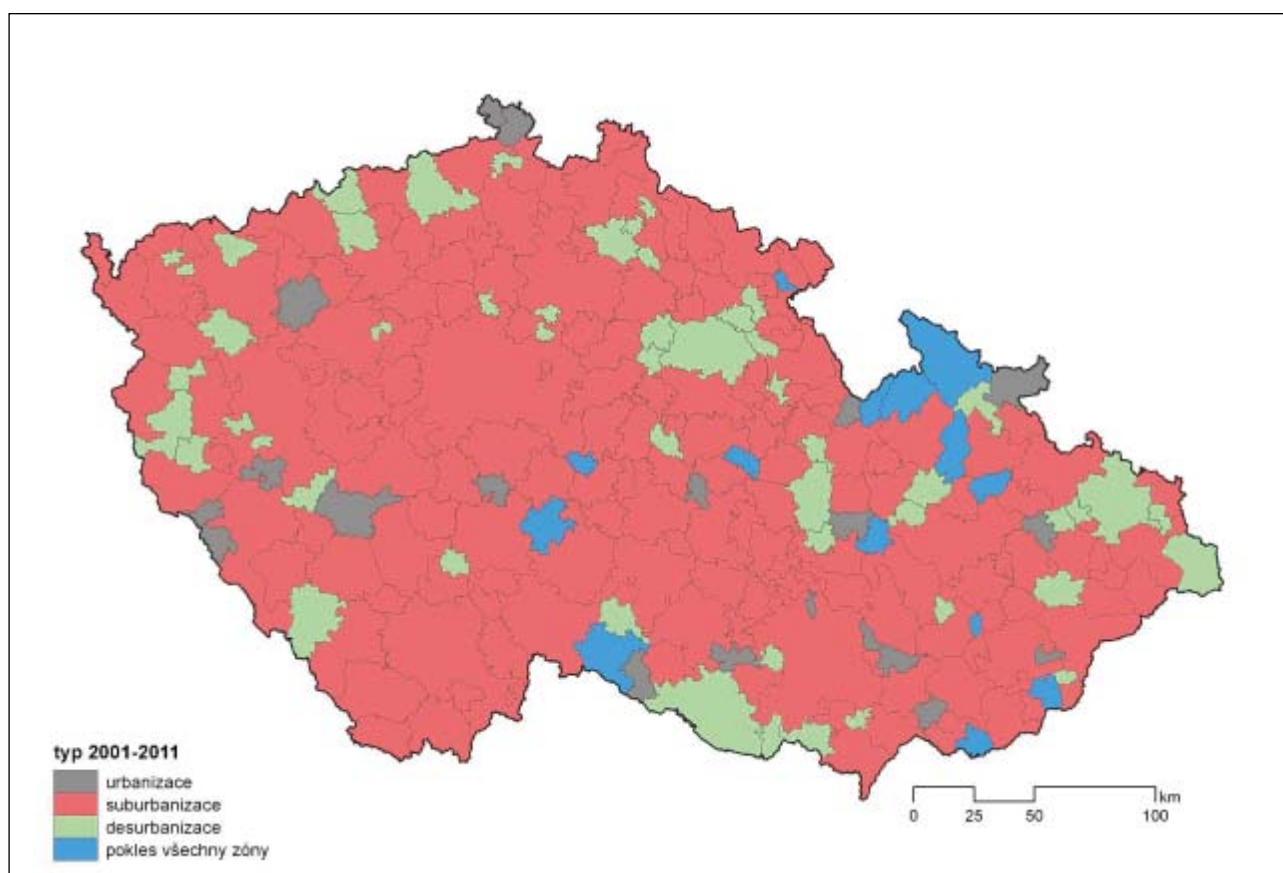 typ 2001-2011
urbanizace
suburbanizace
desurbanizace
pokles všechny zóny
km
0 25 50 100